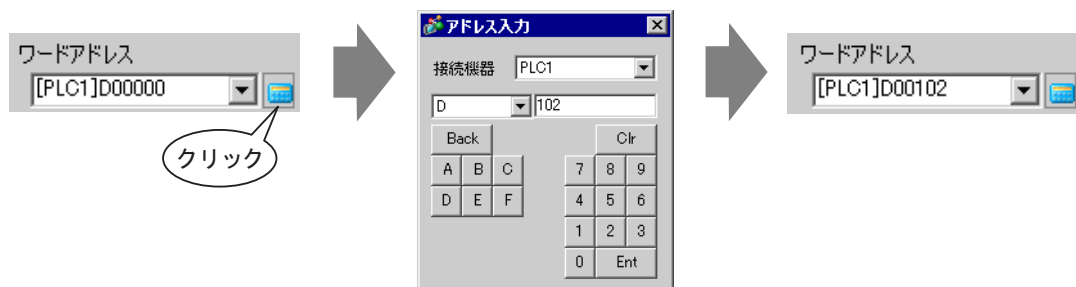 ワードアドレス
[PLC1]D00000
クリック
アドレス入力
接続機器 PLC1
D 102
Back Clr
A B C 7 8 9
D E F 4 5 6
1 2 3
0 Ent
ワードアドレス
[PLC1]D00102